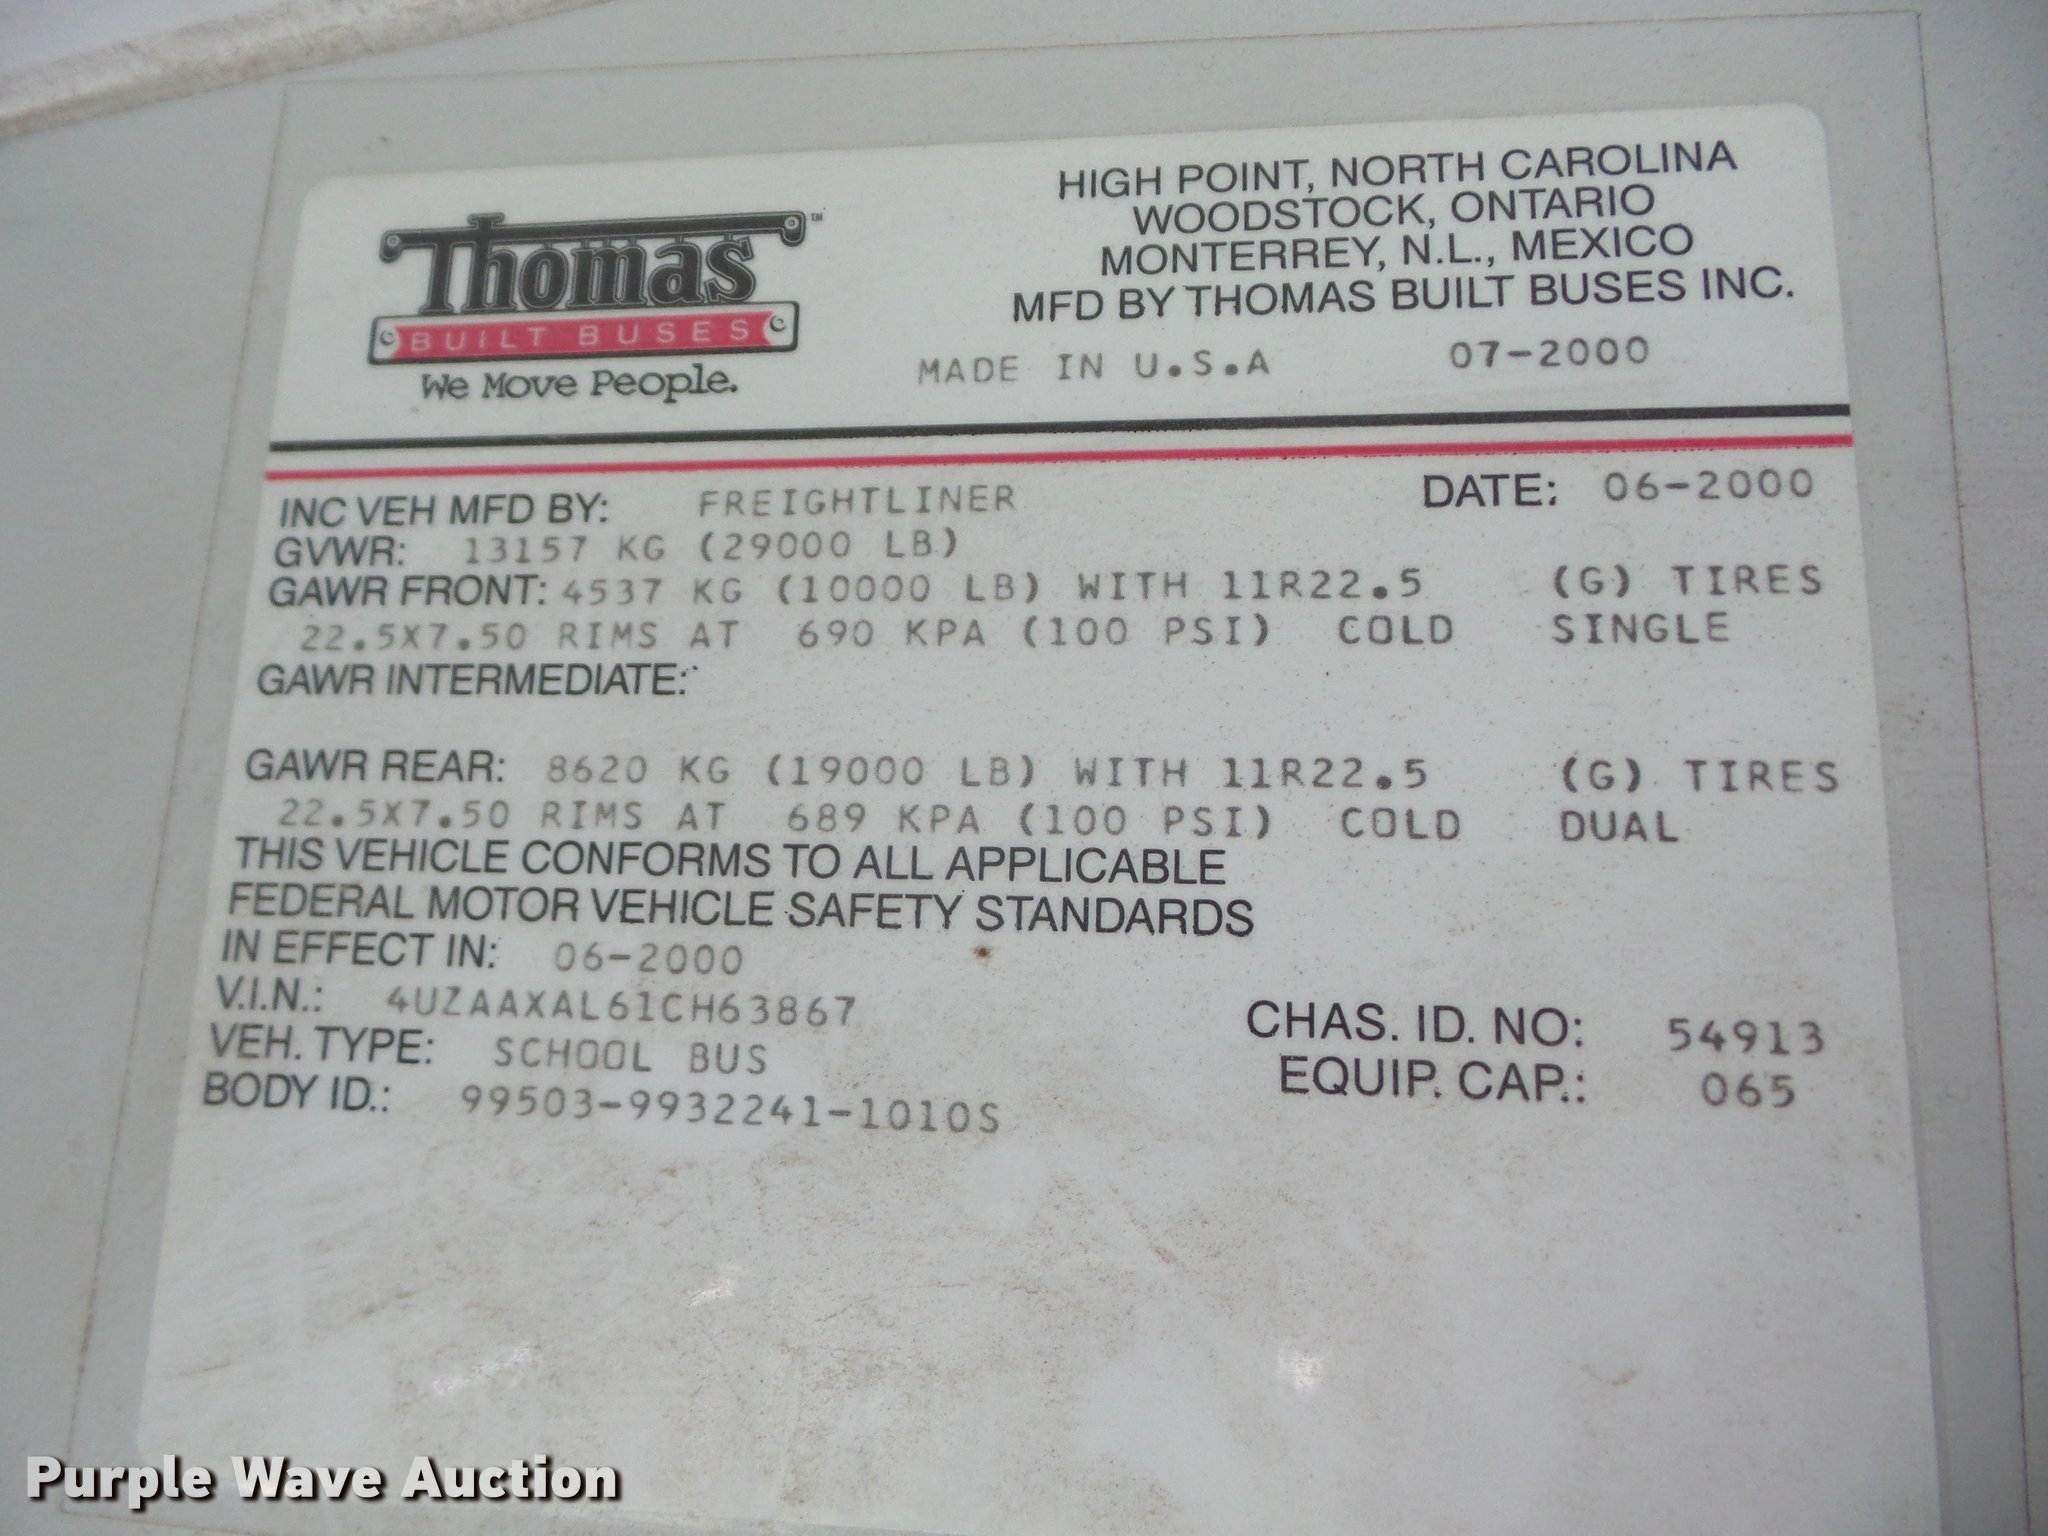 Thomas™
BUILT BUSES
We Move People.
HIGH POINT, NORTH CAROLINA
WOODSTOCK, ONTARIO
MONTERREY, N.L., MEXICO
MFD BY THOMAS BUILT BUSES INC.
MADE IN U.S.A 07-2000
INC VEH MFD BY: FREIGHTLINER DATE: 06-2000
GVWR: 13157 KG (29000 LB)
GAWR FRONT: 4537 KG (10000 LB) WITH 11R22.5 (G) TIRES
22.5X7.50 RIMS AT 690 KPA (100 PSI) COLD SINGLE
GAWR INTERMEDIATE:
GAWR REAR: 8620 KG (19000 LB) WITH 11R22.5 (G) TIRES
22.5X7.50 RIMS AT 689 KPA (100 PSI) COLD DUAL
THIS VEHICLE CONFORMS TO ALL APPLICABLE
FEDERAL MOTOR VEHICLE SAFETY STANDARDS
IN EFFECT IN: 06-2000
V.I.N.: 4UZAAXAL61CH63867
VEH. TYPE: SCHOOL BUS
BODY ID.: 99503-9932241-1010S
CHAS. ID. NO: 54913
EQUIP. CAP.: 065
Purple Wave Auction